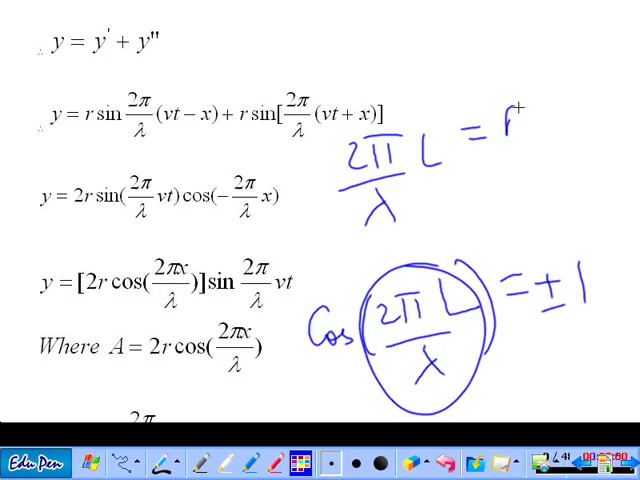 ∴ y = y' + y"
∴ y = r sin 2π/λ (vt − x) + r sin[2π/λ (vt + x)]
2π/λ L =
y = 2r sin(2π/λ vt) cos(−2π/λ x)
y = [2r cos(2πx/λ)] sin 2π/λ vt
Cos(2π L/λ) = ± 1
Where A = 2r cos(2πx/λ)
2π
Edu Pen